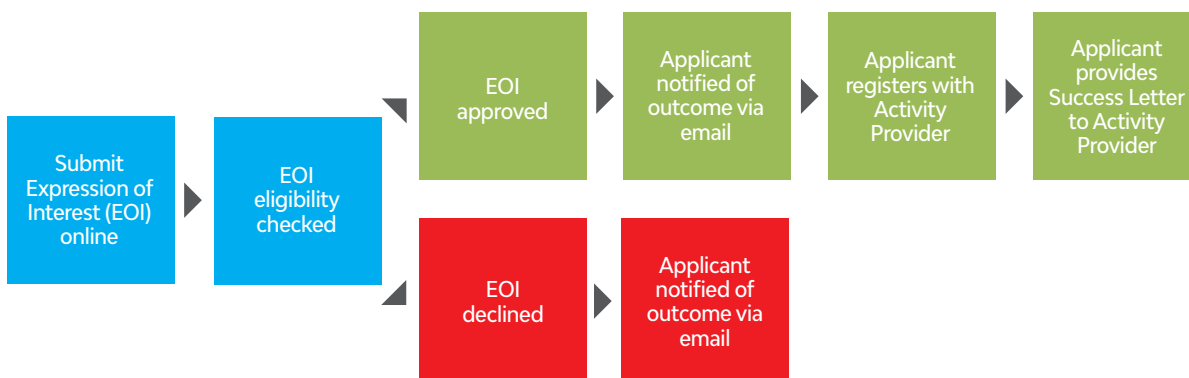 Submit
Expression of
Interest (EOI)
online
EOI
eligibility
checked
EOI
approved
Applicant
notified of
outcome via
email
Applicant
registers with
Activity
Provider
Applicant
provides
Success Letter
to Activity
Provider
EOI
declined
Applicant
notified of
outcome via
email